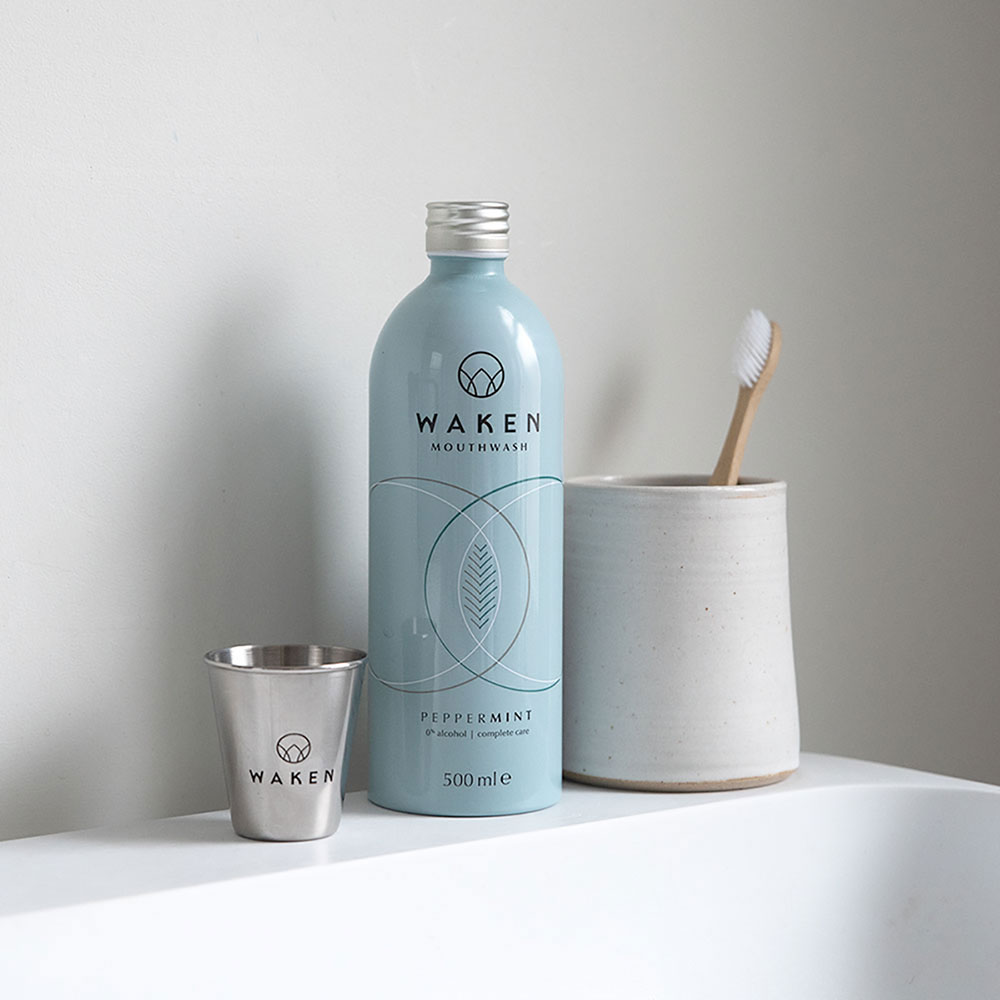 WAKEN
MOUTHWASH
PEPPERMINT
0% alcohol | complete care
500 ml e
WAKEN